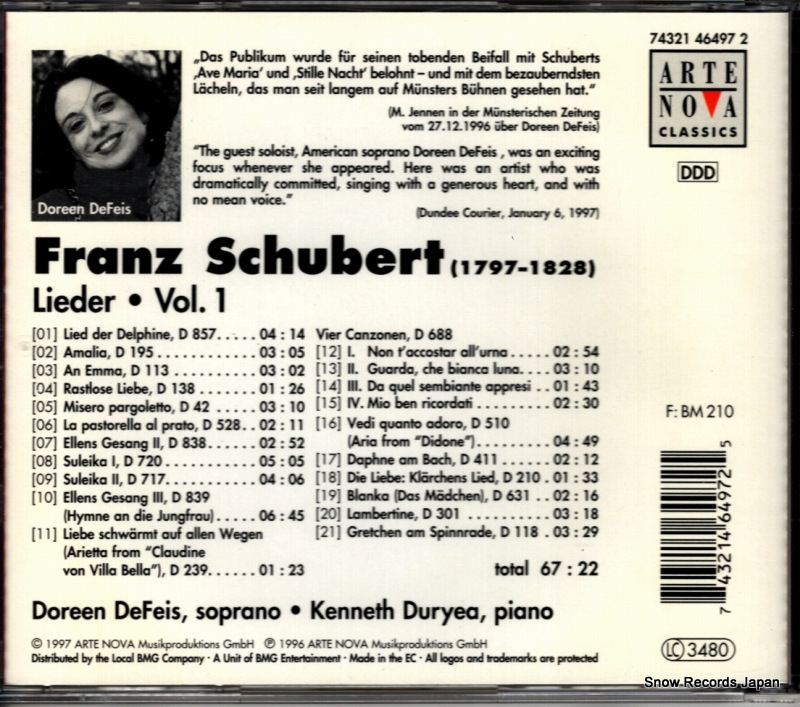 74321 46497 2
ARTE
NOVA
CLASSICS
DDD
„Das Publikum wurde für seinen tobenden Beifall mit Schuberts
‚Ave Maria' und ‚Stille Nacht' belohnt – und mit dem bezauberndsten
Lächeln, das man seit langem auf Münsters Bühnen gesehen hat."
(M. Jennen in der Münsterischen Zeitung
vom 27.12.1996 über Doreen DeFeis)
"The guest soloist, American soprano Doreen DeFeis , was an exciting
focus whenever she appeared. Here was an artist who was
dramatically committed, singing with a generous heart, and with
no mean voice."
(Dundee Courier, January 6, 1997)
Doreen DeFeis
Franz Schubert (1797-1828)
Lieder • Vol. 1
[01] Lied der Delphine, D 857..... 04 : 14
[02] Amalia, D 195 ........... 03 : 05
[03] An Emma, D 113 .......... 03 : 02
[04] Rastlose Liebe, D 138 ....... 01 : 26
[05] Misero pargoletto, D 42 ...... 03 : 10
[06] La pastorella al prato, D 528.. 02 : 11
[07] Ellens Gesang II, D 838...... 02 : 52
[08] Suleika I, D 720 .......... 05 : 05
[09] Suleika II, D 717.......... 04 : 06
[10] Ellens Gesang III, D 839
(Hymne an die Jungfrau)..... 06 : 45
[11] Liebe schwärmt auf allen Wegen
(Arietta from "Claudine
von Villa Bella"), D 239...... 01 : 23
Vier Canzonen, D 688
[12] I. Non t'accostar all'urna ..... 02 : 54
[13] II. Guarda, che bianca luna.... 03 : 10
[14] III. Da quel sembiante appresi .. 01 : 43
[15] IV. Mio ben ricordati ........ 02 : 30
[16] Vedi quanto adoro, D 510
(Aria from "Didone")........ 04 : 49
[17] Daphne am Bach, D 411 ..... 02 : 12
[18] Die Liebe: Klärchens Lied, D 210 . 01 : 33
[19] Blanka (Das Mädchen), D 631 .. 02 : 16
[20] Lambertine, D 301 ......... 03 : 18
[21] Gretchen am Spinnrade, D 118 . 03 : 29
total 67 : 22
F: BM 210
7 43214 64972 5
Doreen DeFeis, soprano • Kenneth Duryea, piano
© 1997 ARTE NOVA Musikproduktions GmbH ℗ 1996 ARTE NOVA Musikproduktions GmbH
Distributed by the Local BMG Company · A Unit of BMG Entertainment · Made in the EC · All logos and trademarks are protected
LC 3480
Snow Records Japan